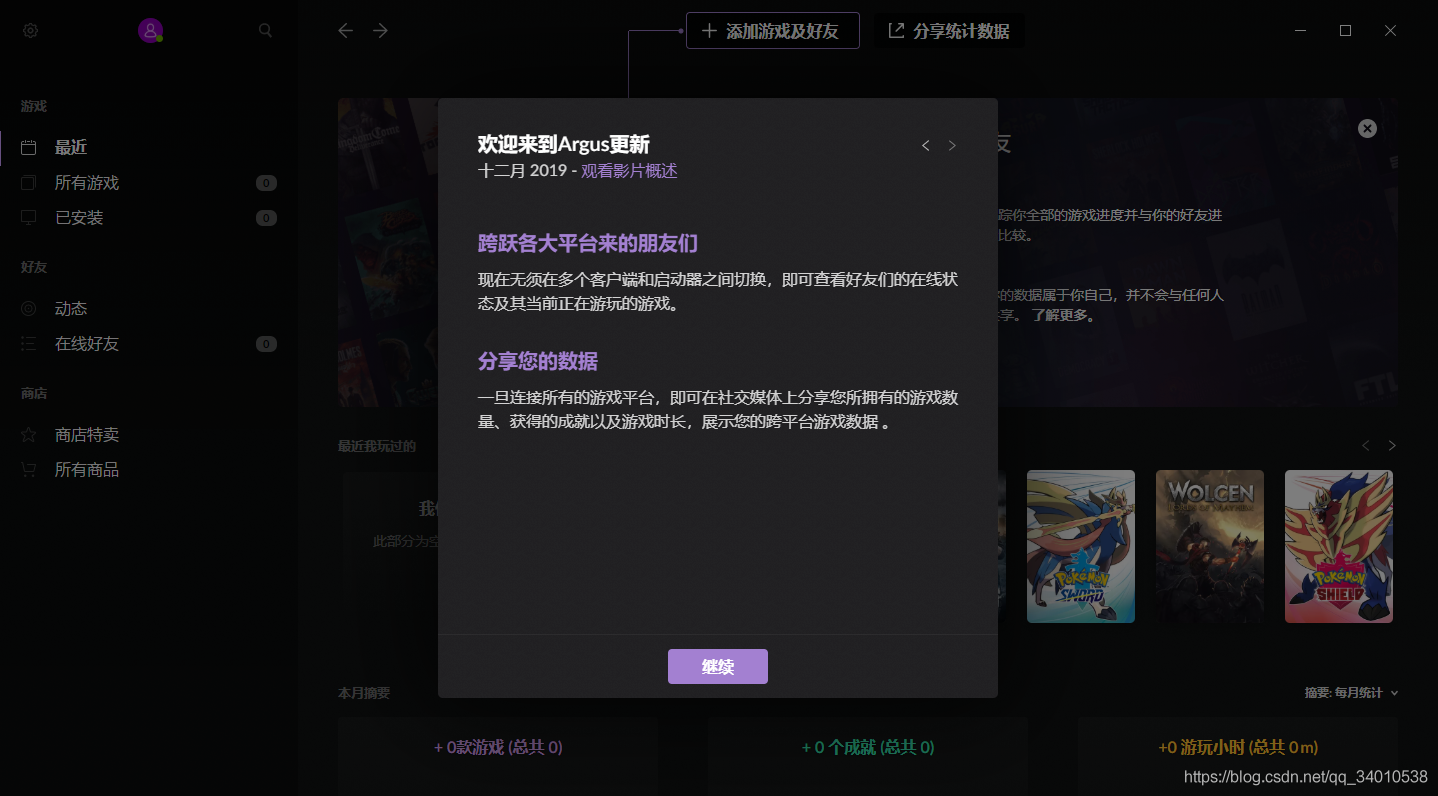 添加游戏及好友
分享统计数据
游戏
最近
所有游戏
0
已安装
0
好友
动态
在线好友
0
商店
商店特卖
所有商品
欢迎来到Argus更新
十二月 2019 - 观看影片概述
跨跃各大平台来的朋友们
现在无须在多个客户端和启动器之间切换，即可查看好友们的在线状
态及其当前正在游玩的游戏。
分享您的数据
一旦连接所有的游戏平台，即可在社交媒体上分享您所拥有的游戏数
量、获得的成就以及游戏时长，展示您的跨平台游戏数据 。
继续
友
踪你全部的游戏进度并与你的好友进
比较。
的数据属于你自己，并不会与任何人
享。 了解更多。
FTL
最近我玩过的
我
此部分为空
POKÉMON
SWORD
WOLCEN
POKÉMON
SHIELD
本月摘要
摘要: 每月统计
+ 0款游戏 (总共 0)
+ 0 个成就 (总共 0)
+0 游玩小时 (总共 0 m)
https://blog.csdn.net/qq_34010538